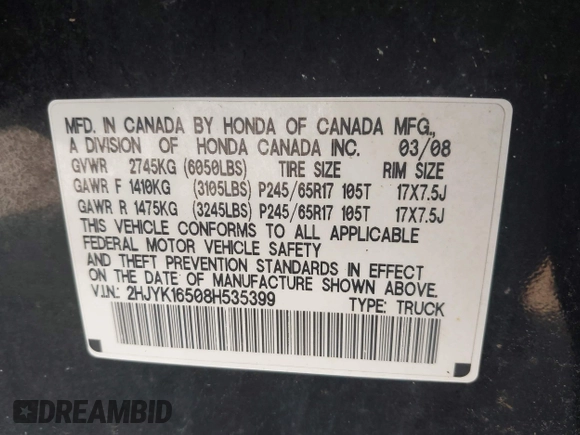 MFD. IN CANADA BY HONDA OF CANADA MFG.,
A DIVISION OF HONDA CANADA INC. 03/08
GVWR 2745KG (6050LBS) TIRE SIZE RIM SIZE
GAWR F 1410KG (3105LBS) P245/65R17 105T 17X7.5J
GAWR R 1475KG (3245LBS) P245/65R17 105T 17X7.5J
THIS VEHICLE CONFORMS TO ALL APPLICABLE
FEDERAL MOTOR VEHICLE SAFETY
AND THEFT PREVENTION STANDARDS IN EFFECT
ON THE DATE OF MANUFACTURE SHOWN ABOVE.
V.I.N.: 2HJYK16508H535399 TYPE: TRUCK
DREAMBID